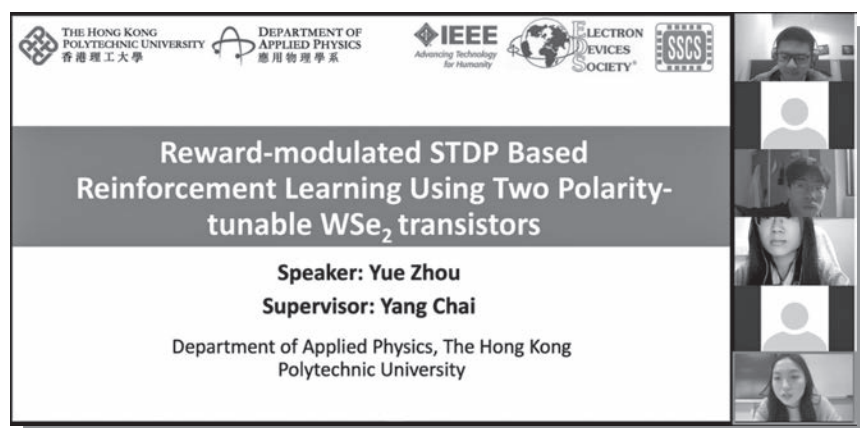 THE HONG KONG
POLYTECHNIC UNIVERSITY
香港理工大學
DEPARTMENT OF
APPLIED PHYSICS
應用物理學系
IEEE
Advancing Technology
for Humanity
ELECTRON
DEVICES
SOCIETY®
SSCS
Reward-modulated STDP Based
Reinforcement Learning Using Two Polarity-
tunable WSe₂ transistors
Speaker: Yue Zhou
Supervisor: Yang Chai
Department of Applied Physics, The Hong Kong
Polytechnic University